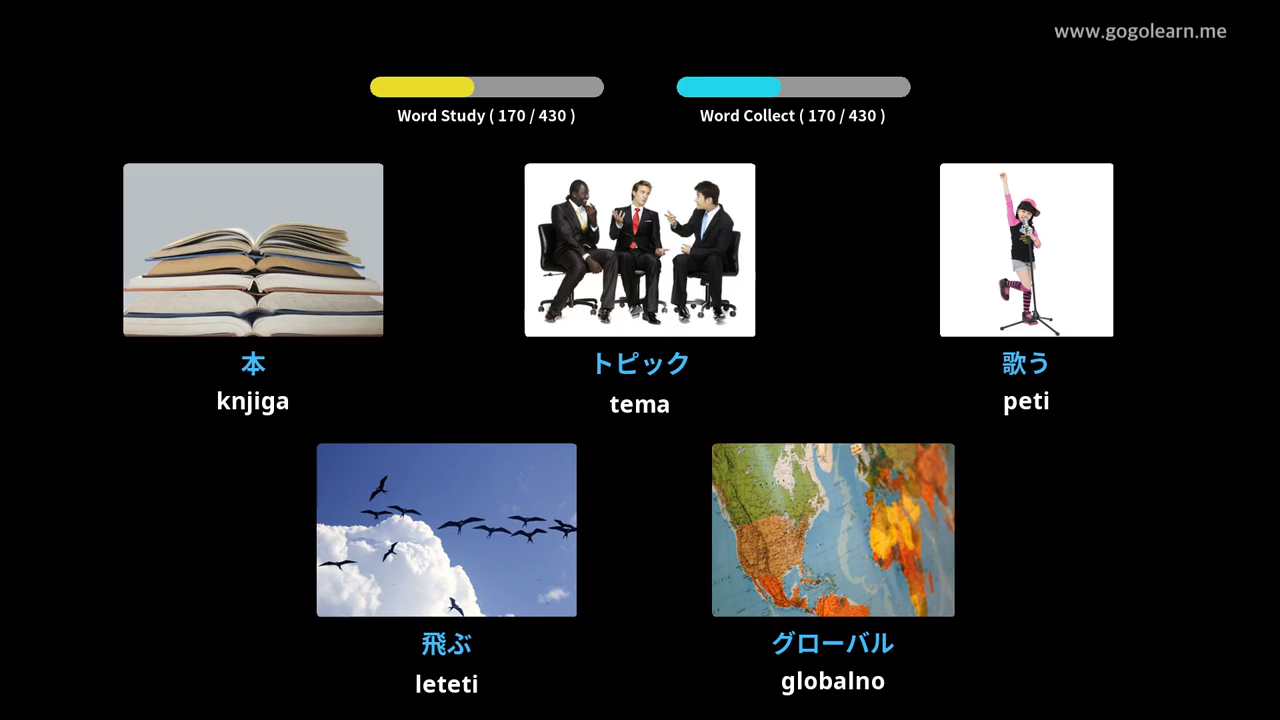 www.gogolearn.me
Word Study ( 170 / 430 )
Word Collect ( 170 / 430 )
本
knjiga
トピック
tema
歌う
peti
飛ぶ
leteti
グローバル
globalno